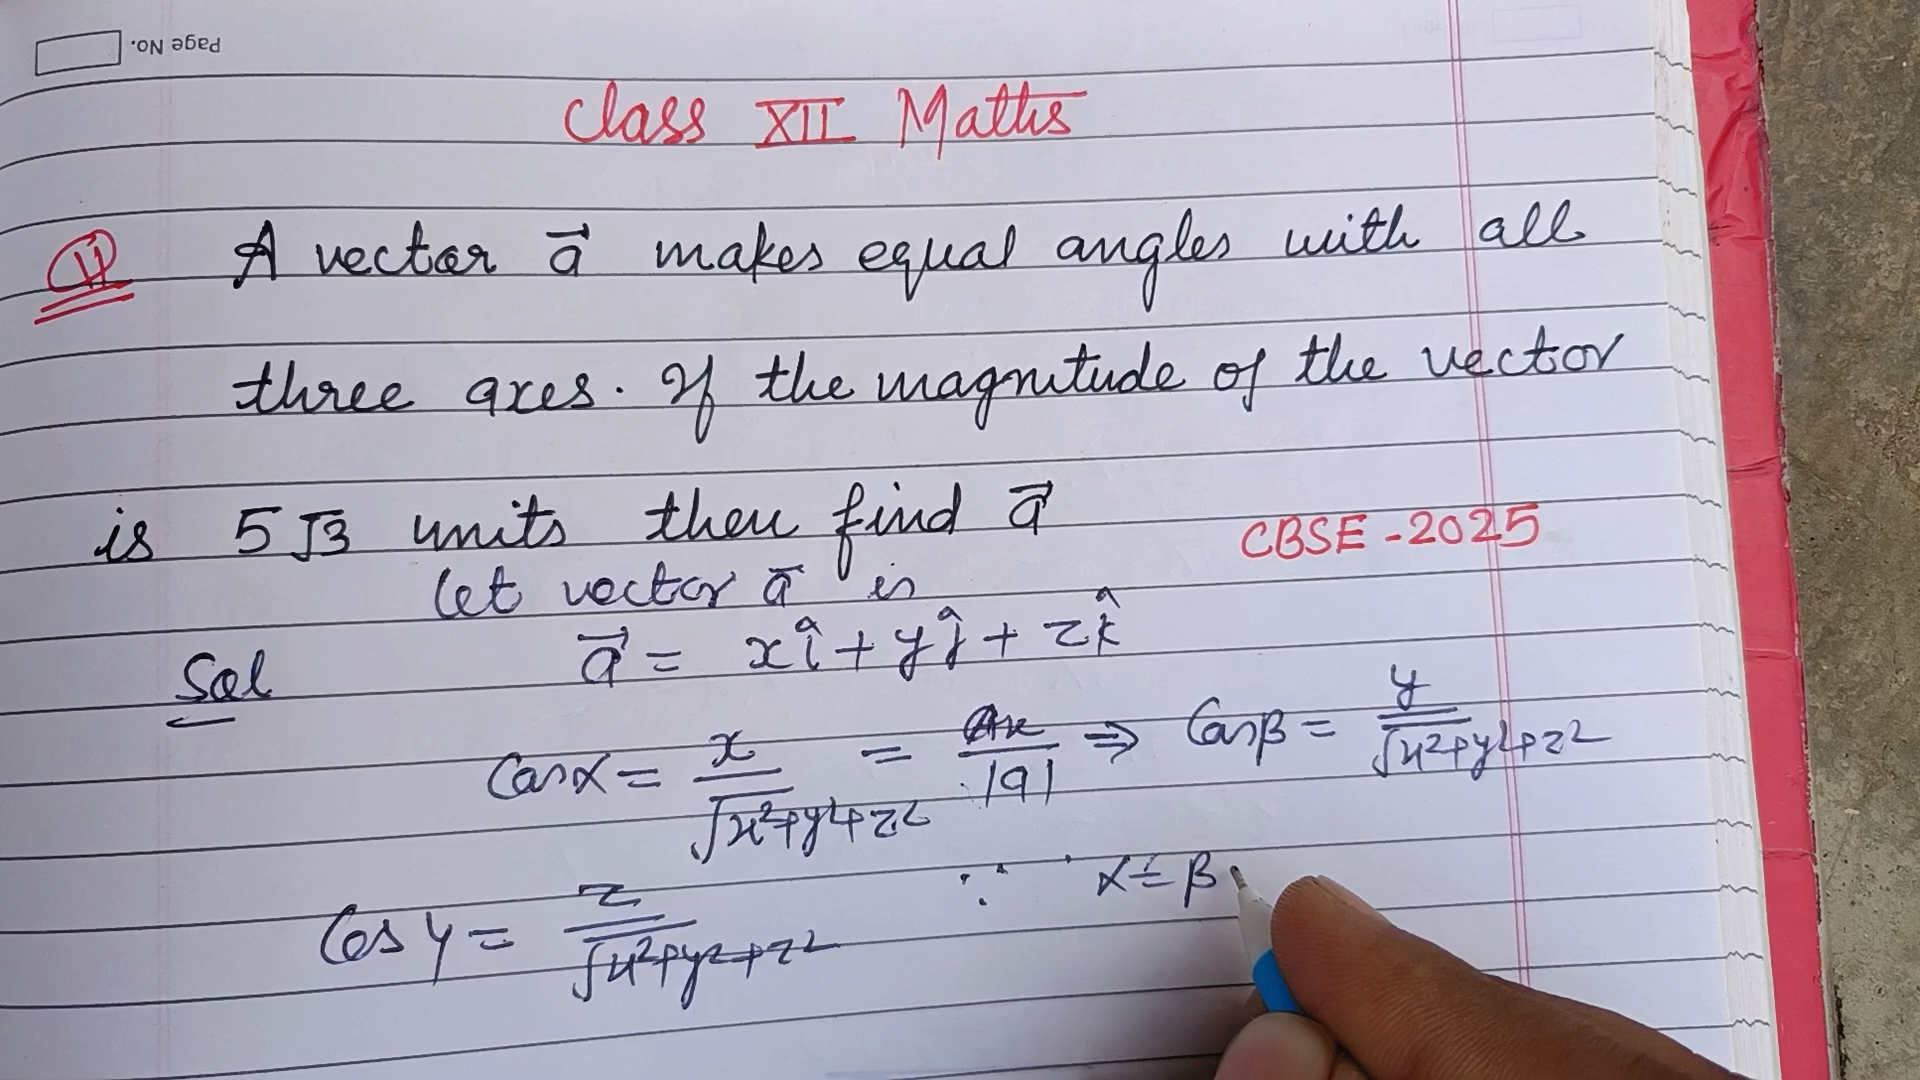 Page No.
Class XII Maths
Q A vector a⃗ makes equal angles with all
three axes. If the magnitude of the vector
is 5√3 units then find a⃗
CBSE - 2025
let vector a⃗ is
Sol a⃗ = xî + yĵ + zk̂
Cosα = x/√x²+y²+z² = x/|a| ⇒ Cosβ = y/√x²+y²+z²
Cos γ = z/√x²+y²+z² ∵ α = β